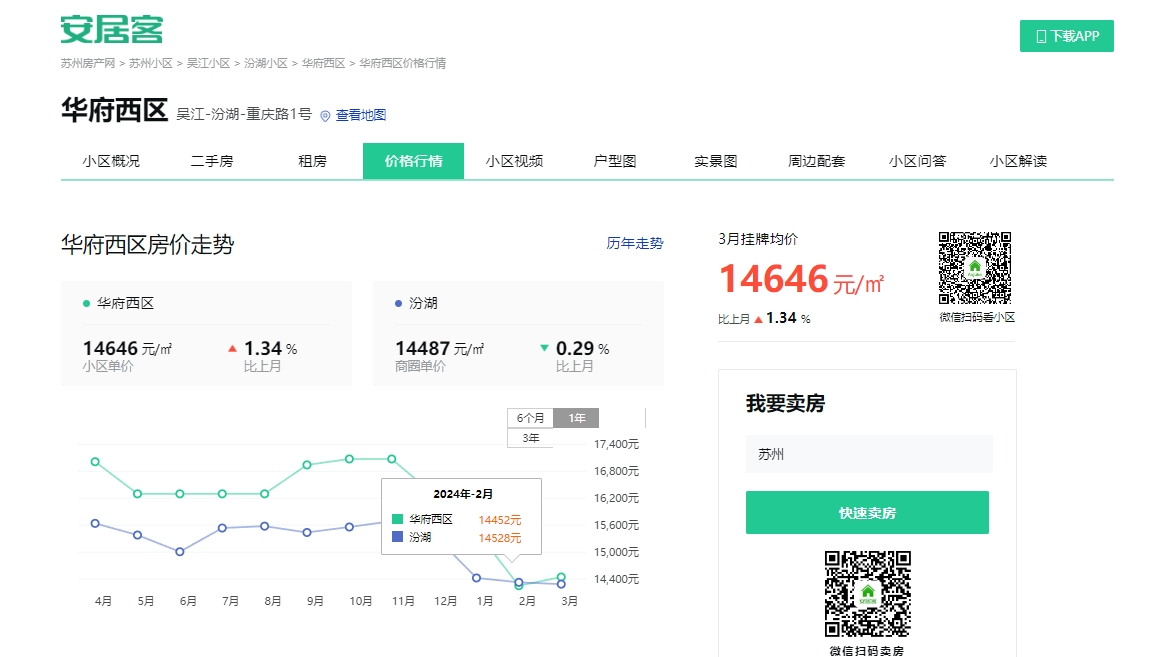 安居客
下载APP
苏州房产网 > 苏州小区 > 吴江小区 > 汾湖小区 > 华府西区 > 华府西区价格行情
华府西区 吴江-汾湖-重庆路1号 查看地图
小区概况 二手房 租房 价格行情 小区视频 户型图 实景图 周边配套 小区问答 小区解读
华府西区房价走势 历年走势
华府西区
14646 元/㎡ 1.34 %
小区单价 比上月
汾湖
14487 元/㎡ 0.29 %
商圈单价 比上月
6个月 1年
3年
17,400元
16,800元
16,200元
15,600元
15,000元
14,400元
2024年-2月
华府西区 14452元
汾湖 14528元
4月 5月 6月 7月 8月 9月 10月 11月 12月 1月 2月 3月
3月挂牌均价
14646 元/㎡
比上月 1.34 %
微信扫码看小区
我要卖房
苏州
快速卖房
微信扫码卖房